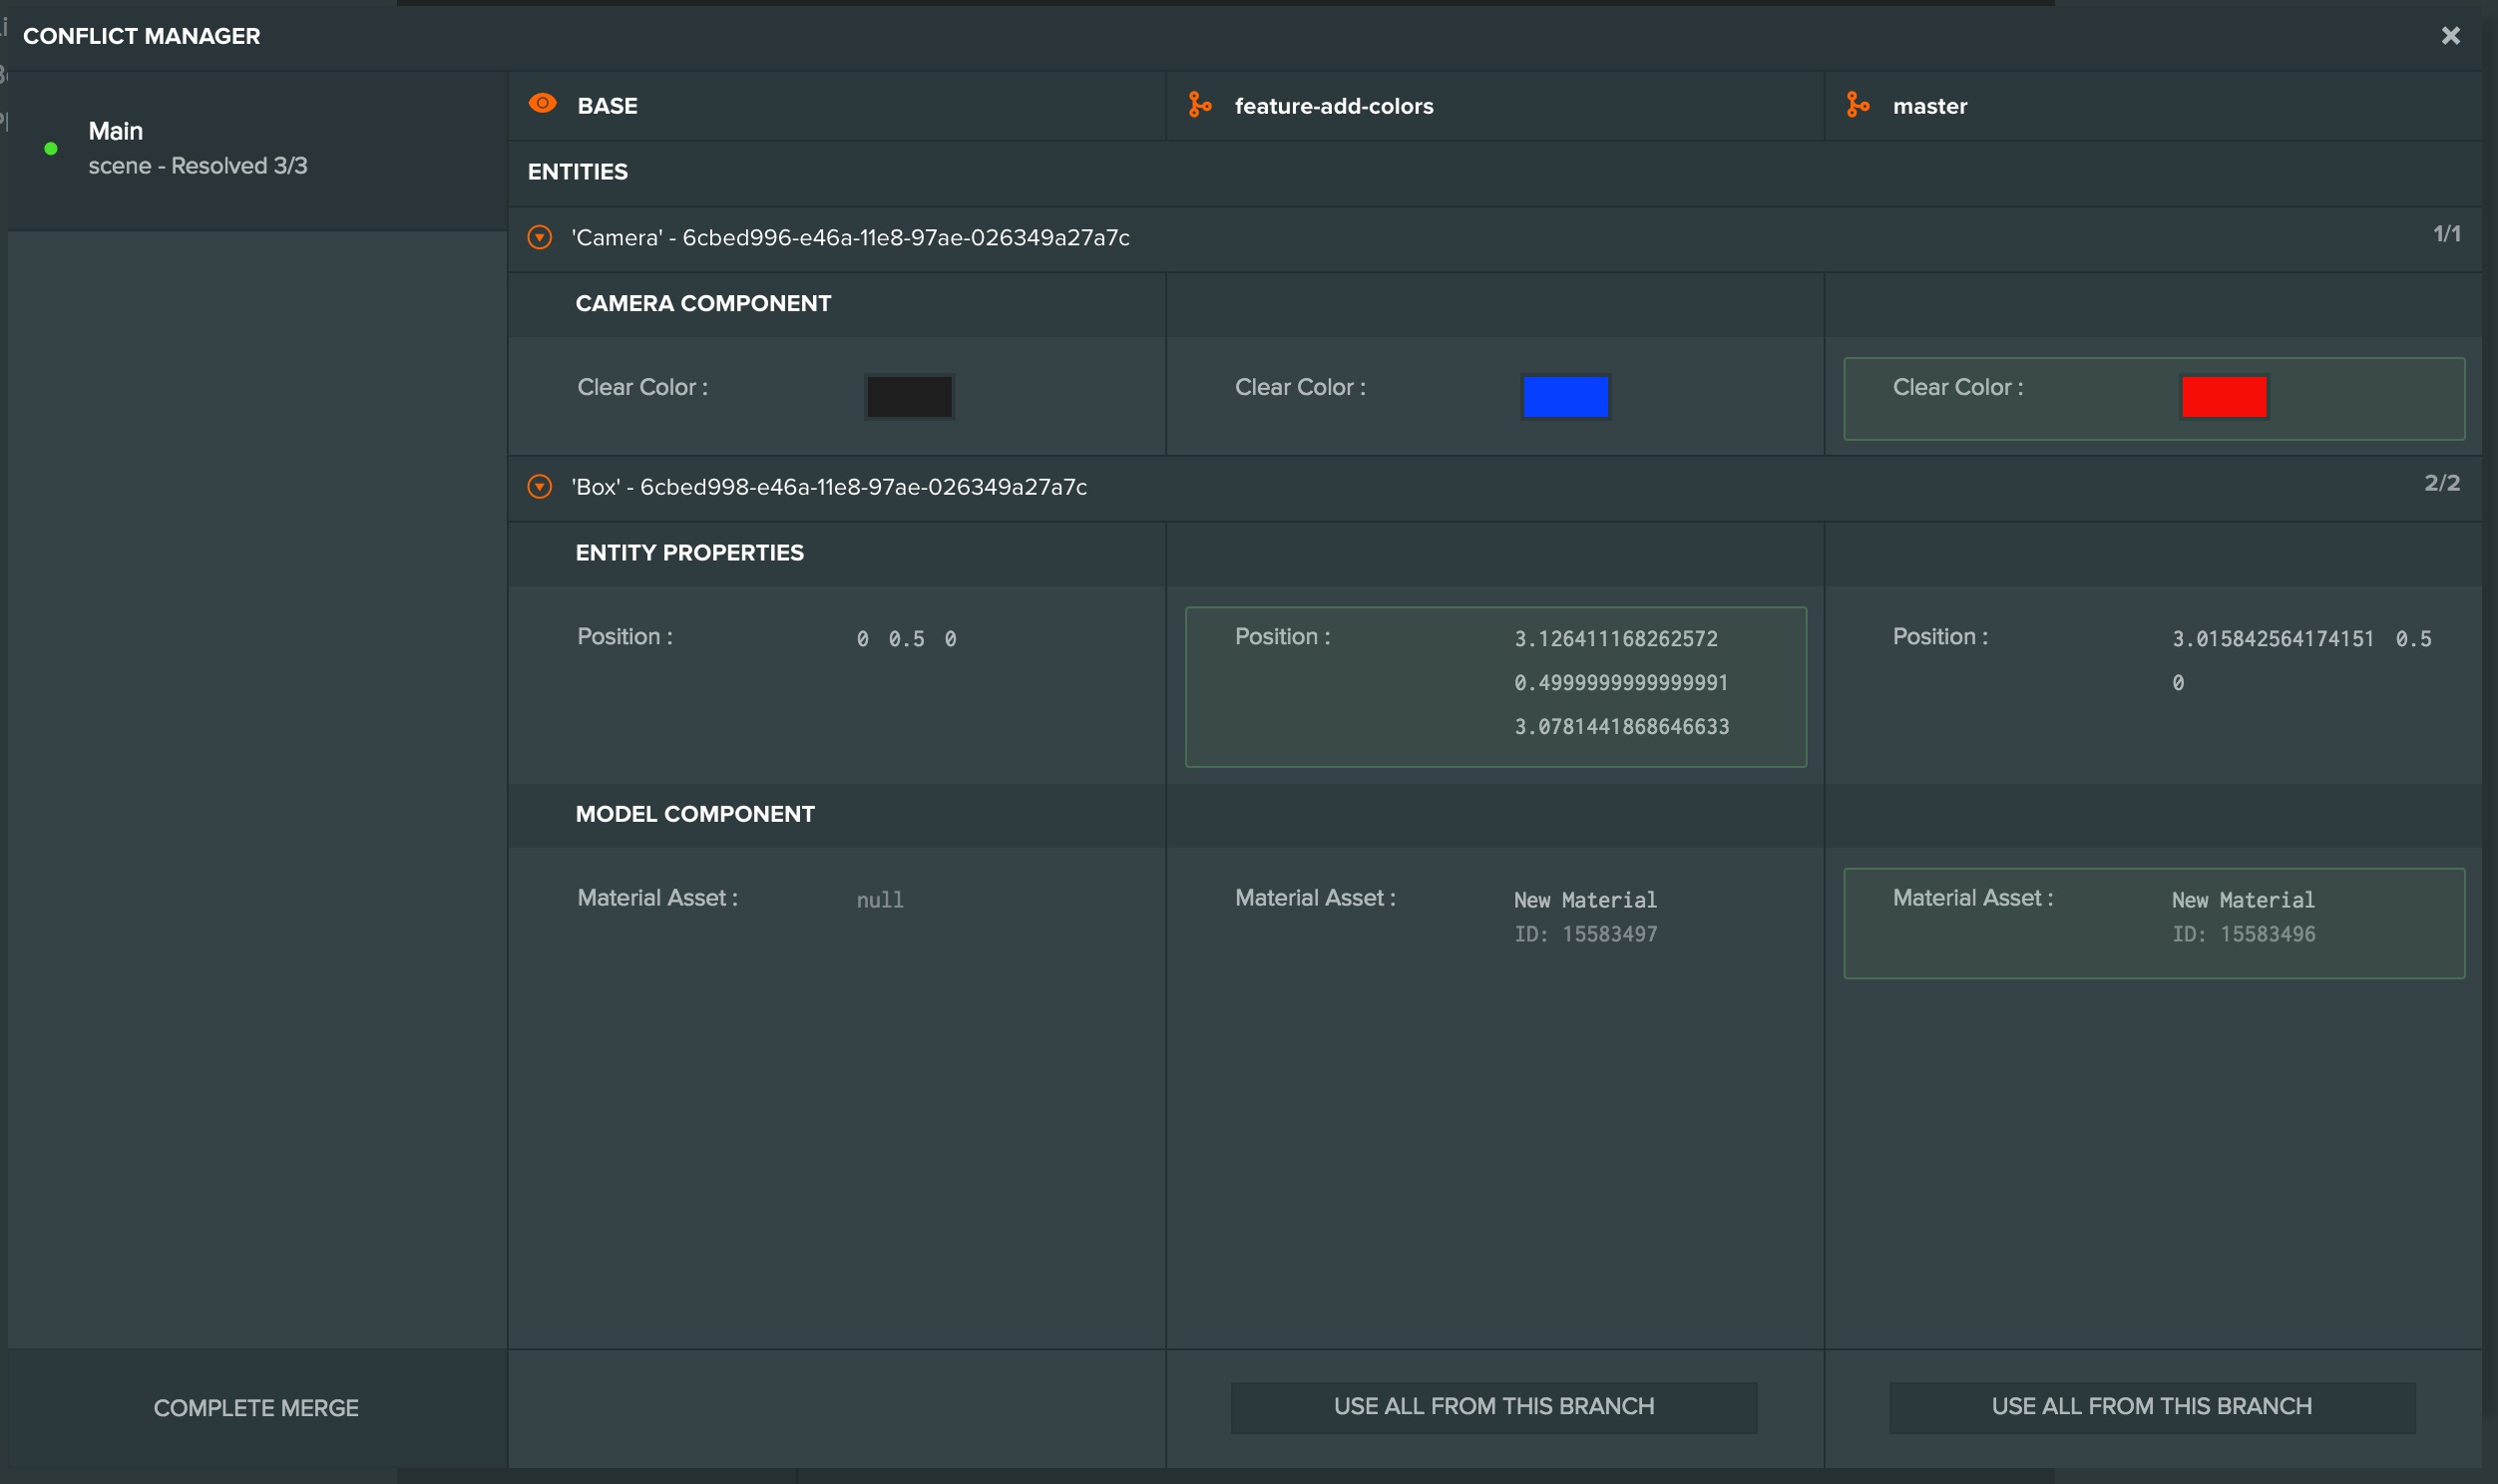 CONFLICT MANAGER
Main
scene - Resolved 3/3
BASE
feature-add-colors
master
ENTITIES
'Camera' - 6cbed996-e46a-11e8-97ae-026349a27a7c
1/1
CAMERA COMPONENT
Clear Color :
Clear Color :
Clear Color :
'Box' - 6cbed998-e46a-11e8-97ae-026349a27a7c
2/2
ENTITY PROPERTIES
Position :
0 0.5 0
Position :
3.126411168262572
0.4999999999999991
3.0781441868646633
Position :
3.015842564174151 0.5
0
MODEL COMPONENT
Material Asset :
null
Material Asset :
New Material
ID: 15583497
Material Asset :
New Material
ID: 15583496
COMPLETE MERGE
USE ALL FROM THIS BRANCH
USE ALL FROM THIS BRANCH